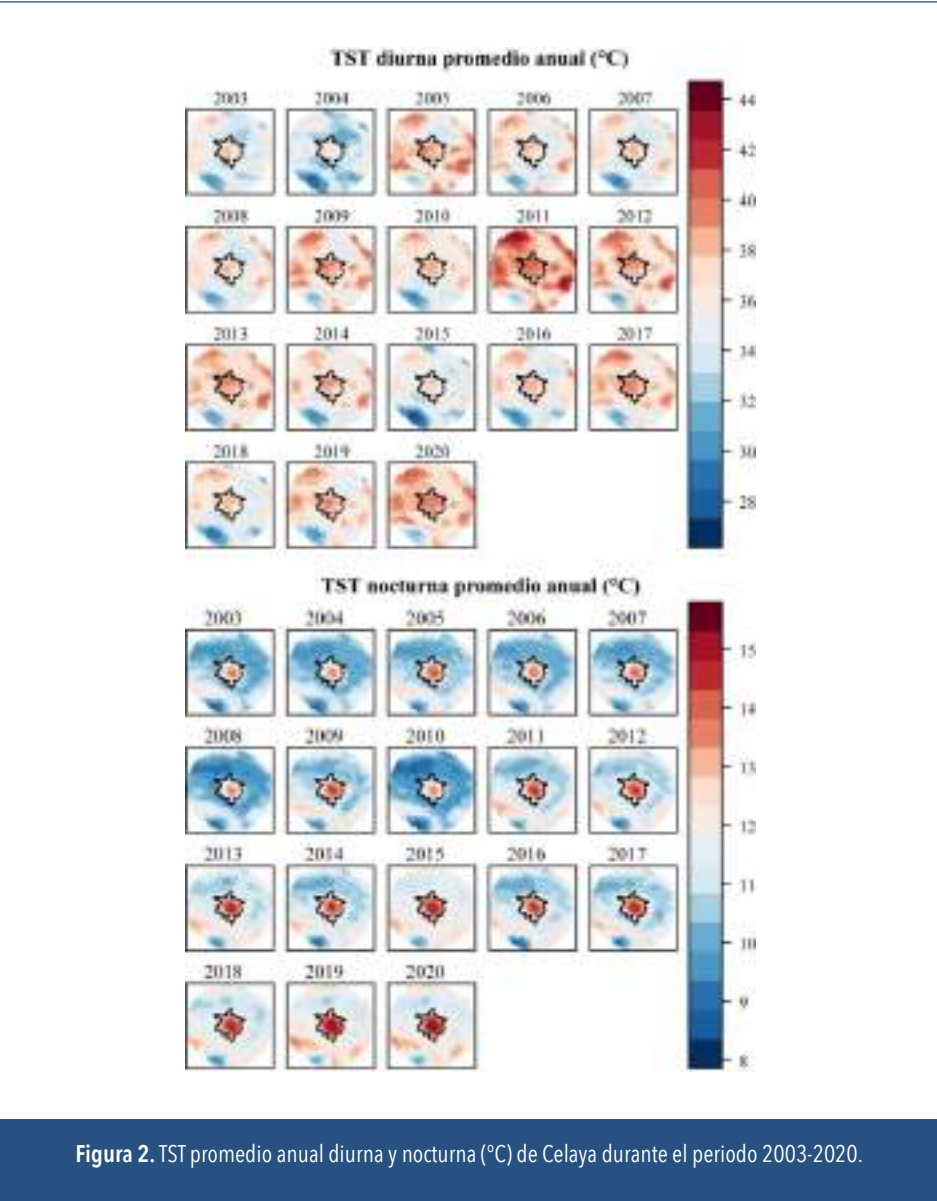 TST diurna promedio anual (°C)
2003 2004 2005 2006 2007
2008 2009 2010 2011 2012
2013 2014 2015 2016 2017
2018 2019 2020
44
42
40
38
36
34
32
30
28
TST nocturna promedio anual (°C)
2003 2004 2005 2006 2007
2008 2009 2010 2011 2012
2013 2014 2015 2016 2017
2018 2019 2020
15
14
13
12
11
10
9
8
Figura 2. TST promedio anual diurna y nocturna (°C) de Celaya durante el periodo 2003-2020.